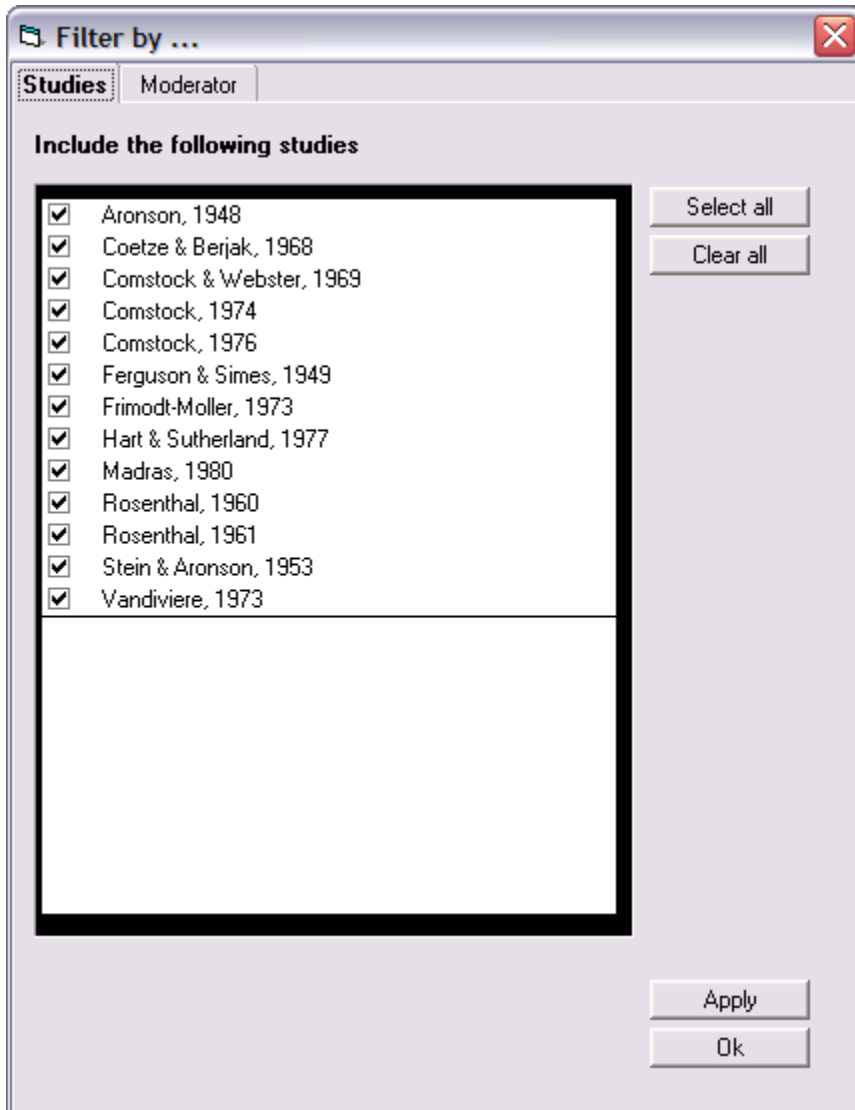 Filter by ...
Studies Moderator
Include the following studies
Aronson, 1948
Coetze & Berjak, 1968
Comstock & Webster, 1969
Comstock, 1974
Comstock, 1976
Ferguson & Simes, 1949
Frimodt-Moller, 1973
Hart & Sutherland, 1977
Madras, 1980
Rosenthal, 1960
Rosenthal, 1961
Stein & Aronson, 1953
Vandiviere, 1973
Select all
Clear all
Apply
Ok